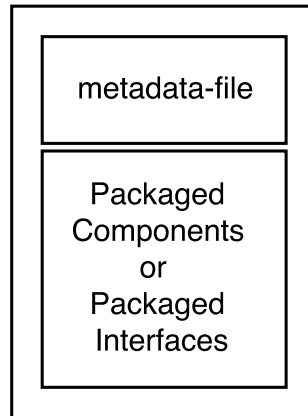 metadata-file
Packaged
Components
or
Packaged
Interfaces